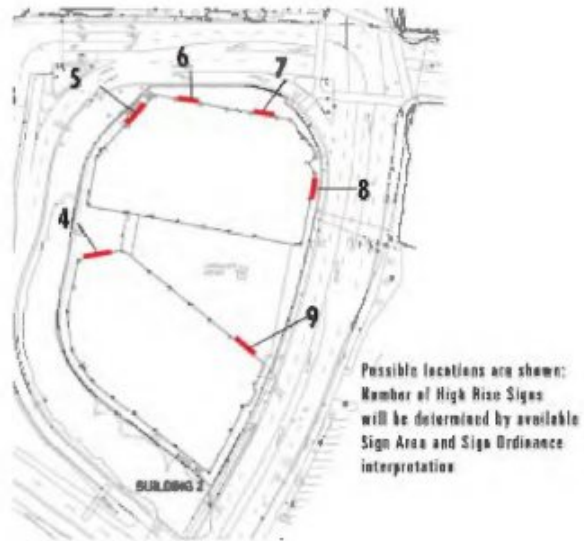 6
7
5
8
4
9
Possible locations are shown:
Number of High Rise Signs
will be determined by available
Sign Area and Sign Ordinance
interpretation
BUILDING 2